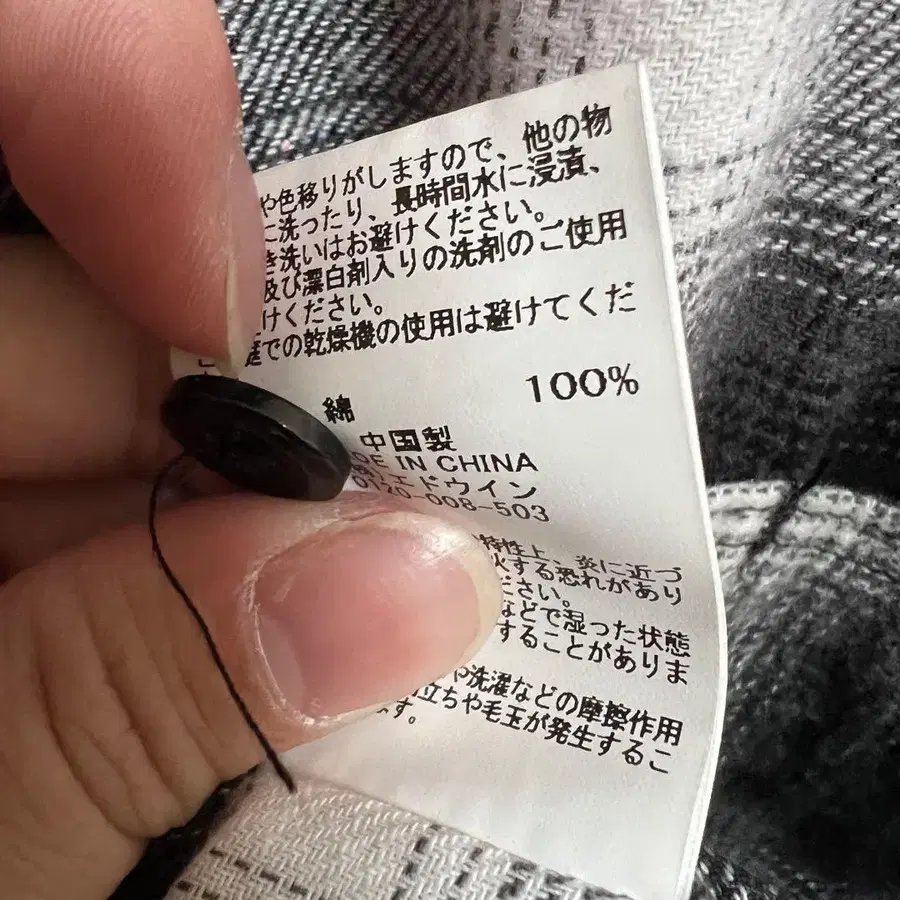 や色移りがしますので、他の物
に洗ったり、長時間水に浸漬、
き洗いはお避けください。
及び漂白剤入りの洗剤のご使用
けください。
庭での乾燥機の使用は避けてくだ
綿 100%
中国製
DE IN CHINA
エドウイン
0120-008-503
特性上、炎に近づ
火する恐れがあり
ださい。
などで湿った状態
することがありま
や洗濯などの摩擦作用
立ちや毛玉が発生するこ
ます。